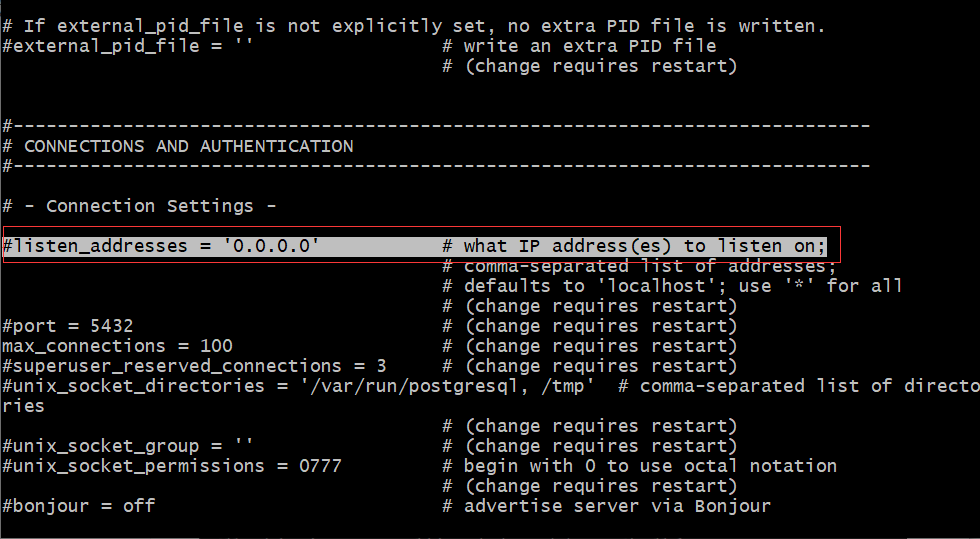 # If external_pid_file is not explicitly set, no extra PID file is written.
#external_pid_file = ''                 # write an extra PID file
                                        # (change requires restart)
#------------------------------------------------------------------------------
# CONNECTIONS AND AUTHENTICATION
#------------------------------------------------------------------------------
# - Connection Settings -
#listen_addresses = '0.0.0.0'           # what IP address(es) to listen on;
                                        # comma-separated list of addresses;
                                        # defaults to 'localhost'; use '*' for all
                                        # (change requires restart)
#port = 5432                            # (change requires restart)
max_connections = 100                   # (change requires restart)
#superuser_reserved_connections = 3     # (change requires restart)
#unix_socket_directories = '/var/run/postgresql, /tmp'  # comma-separated list of directo
ries
                                        # (change requires restart)
#unix_socket_group = ''                 # (change requires restart)
#unix_socket_permissions = 0777         # begin with 0 to use octal notation
                                        # (change requires restart)
#bonjour = off                          # advertise server via Bonjour